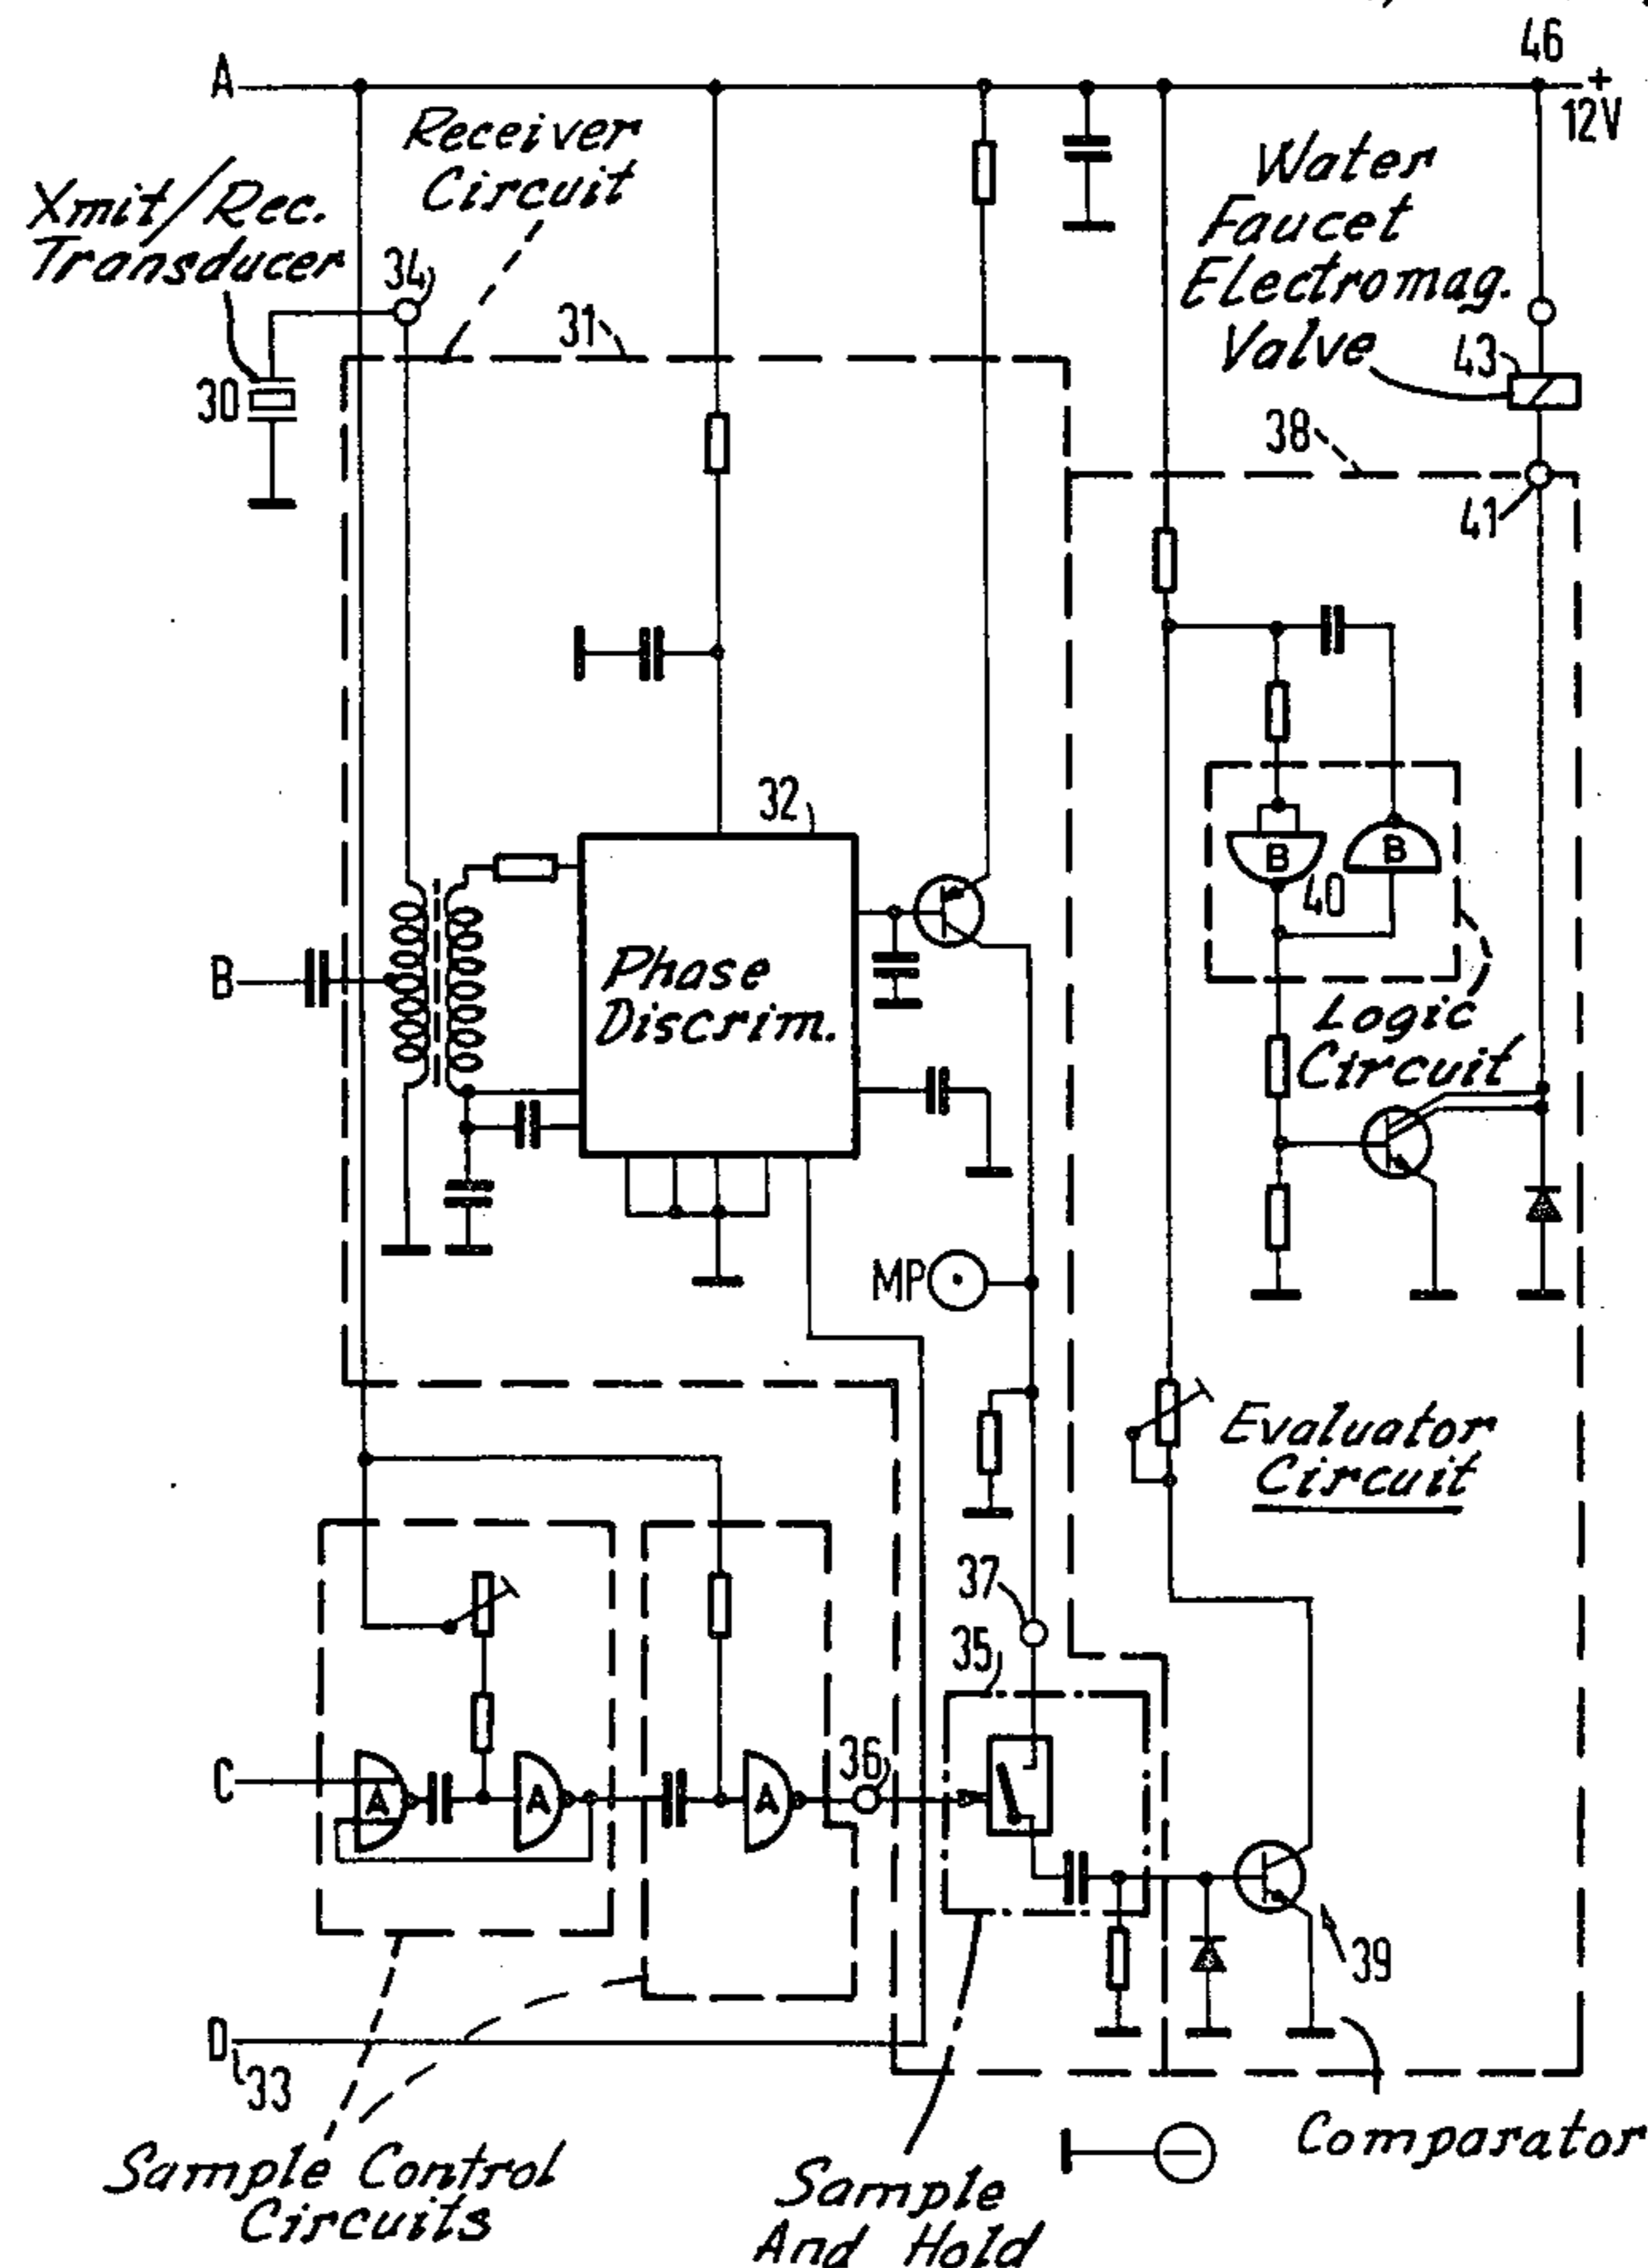 46
A
+
12V
Receiver
Circuit
Xmit/Rec.
Transducer
34
Water
Faucet
Electromag.
Valve
31
43
30
38
41
32
B
B
40
Phase
Discrim.
B
Logic
Circuit
MP
Evaluator
Circuit
37
35
C
A
A
A
36
39
D
33
Sample Control
Circuits
Sample
And Hold
Comparator